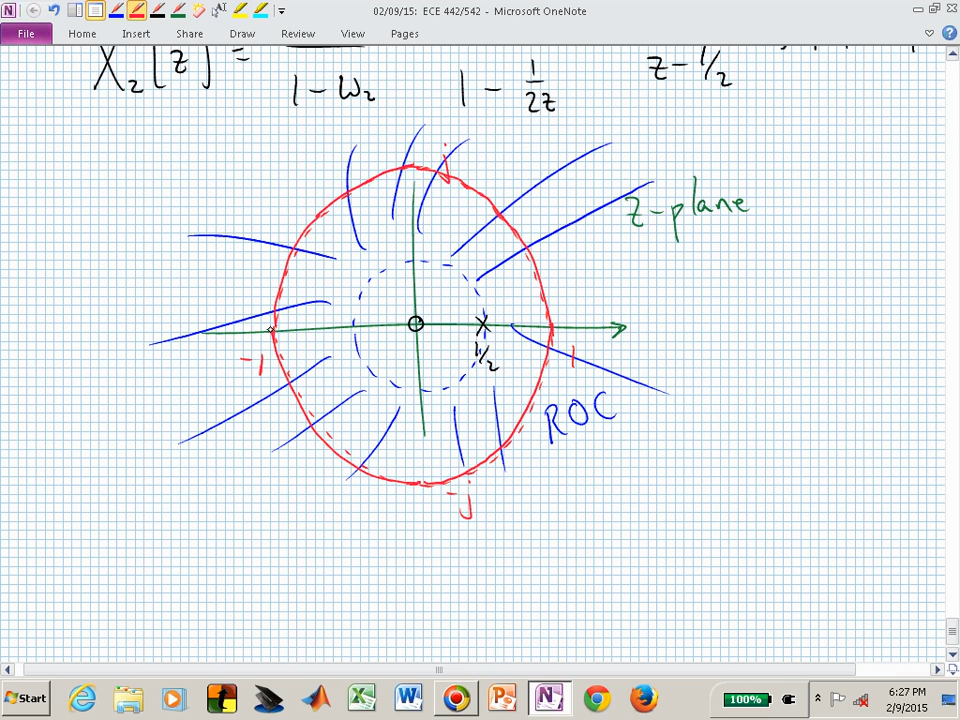 02/09/15: ECE 442/542 - Microsoft OneNote
File Home Insert Share Draw Review View Pages
X₂[z] =
1 - W₂
1 - 1/2z
z - 1/2
j
z-plane
1/2
-1
1
ROC
-j
Start
100%
6:27 PM
2/9/2015